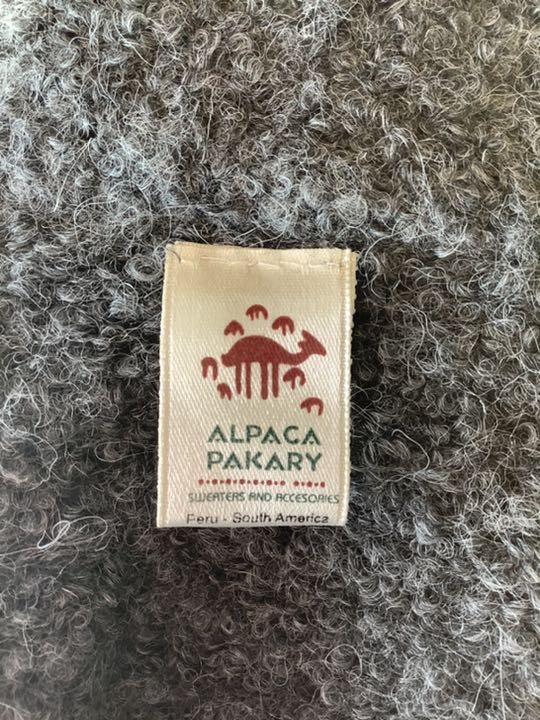 ALPACA
PAKARY
SWEATERS AND ACCESORIES
Peru - South America